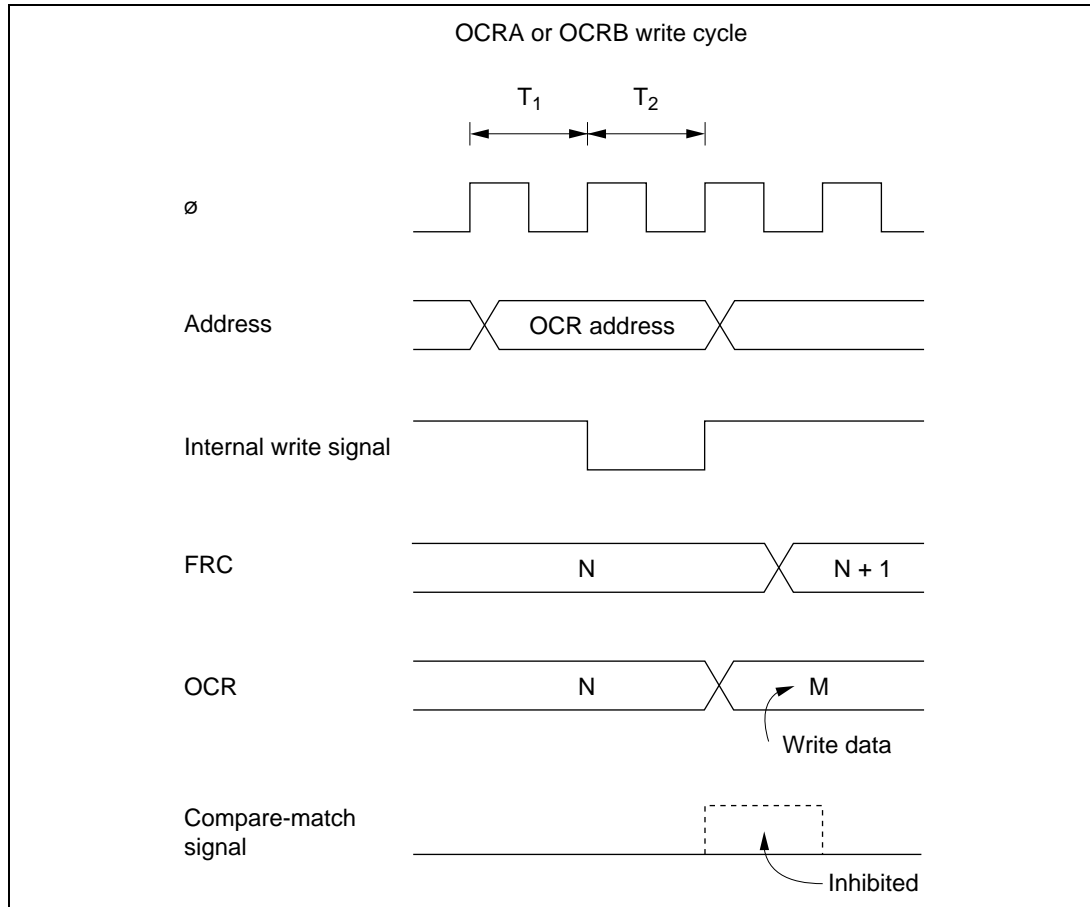 OCRA or OCRB write cycle
T1 T2
ø
Address OCR address
Internal write signal
FRC N N + 1
OCR N M
Write data
Compare-match
signal
Inhibited